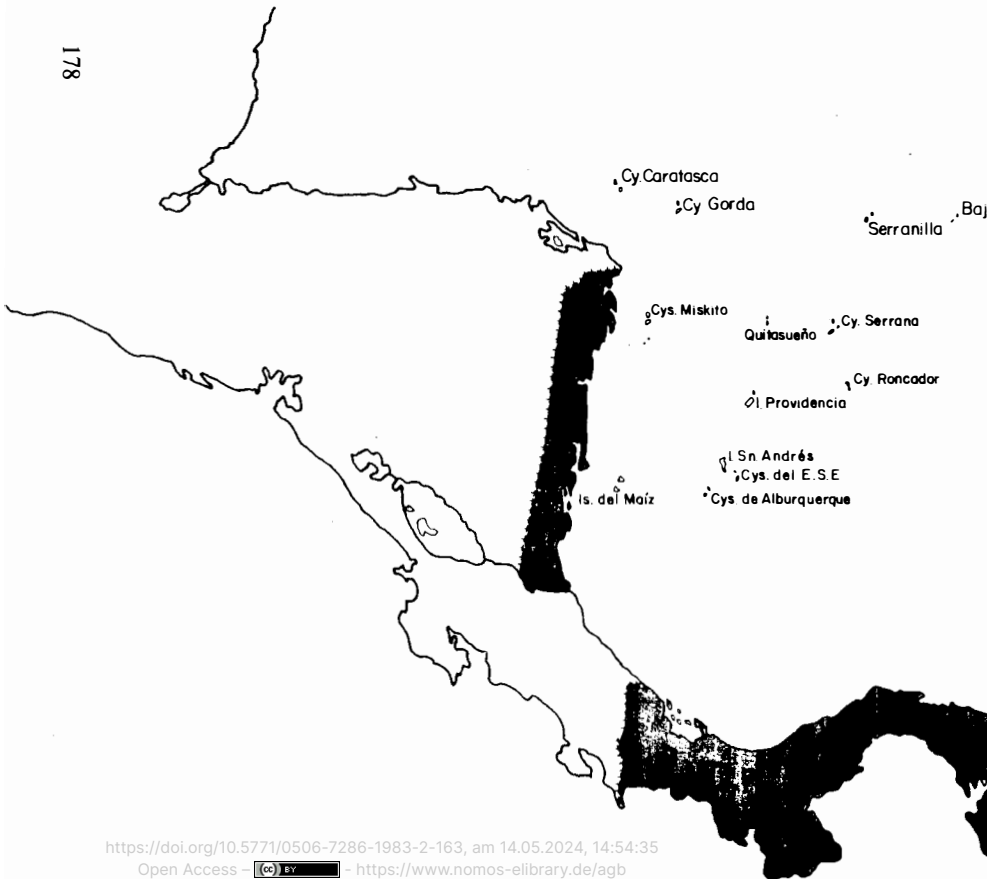 178
Cy. Caratasca
Cy Gorda
Baj
Serranilla
Cys. Miskito
Quitasueño
Cy. Serrana
Cy. Roncador
I. Providencia
I. Sn. Andrés
Cys. del E.S.E
Is. del Maíz
Cys. de Alburquerque
https://doi.org/10.5771/0506-7286-1983-2-163, am 14.05.2024, 14:54:35
Open Access – (cc) BY - https://www.nomos-elibrary.de/agb